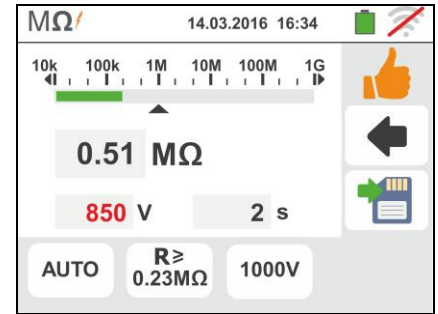 MΩ 14.03.2016 16:34
10k 100k 1M 10M 100M 1G
0.51 MΩ
850 V 2 s
AUTO R≥ 0.23MΩ 1000V